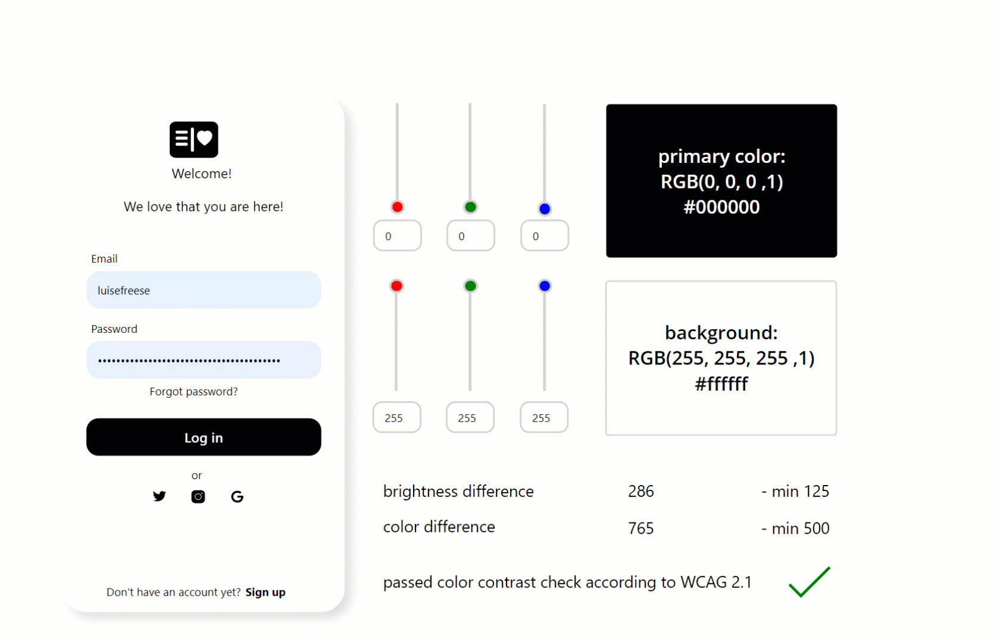 Welcome!
We love that you are here!
Email
luisefreese
Password
••••••••••••••••••••••••••••••••••••••••
Forgot password?
Log in
or
Don't have an account yet? Sign up
0 0 0
255 255 255
primary color:
RGB(0, 0, 0 ,1)
#000000
background:
RGB(255, 255, 255 ,1)
#ffffff
brightness difference 286 - min 125
color difference 765 - min 500
passed color contrast check according to WCAG 2.1